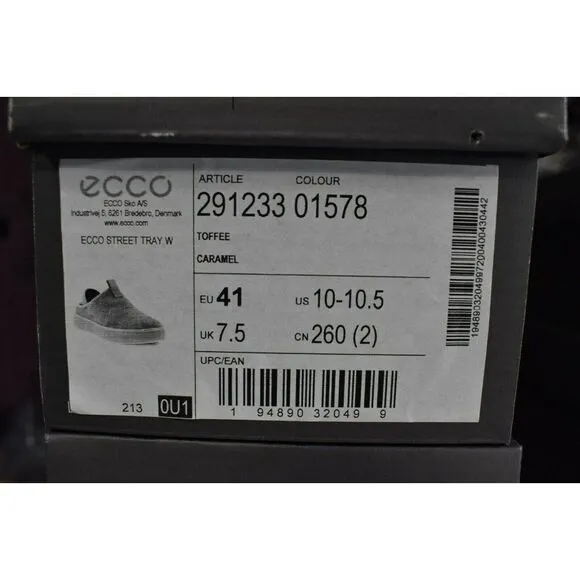 ecco
ECCO Sko A/S
Industrivej 5, 6261 Bredebro, Denmark
www.ecco.com
ECCO STREET TRAY W
213 0U1
ARTICLE COLOUR
291233 01578
TOFFEE
CARAMEL
EU 41 US 10-10.5
UK 7.5 CN 260 (2)
UPC/EAN
1 94890 32049 9
1948903204997200400430442